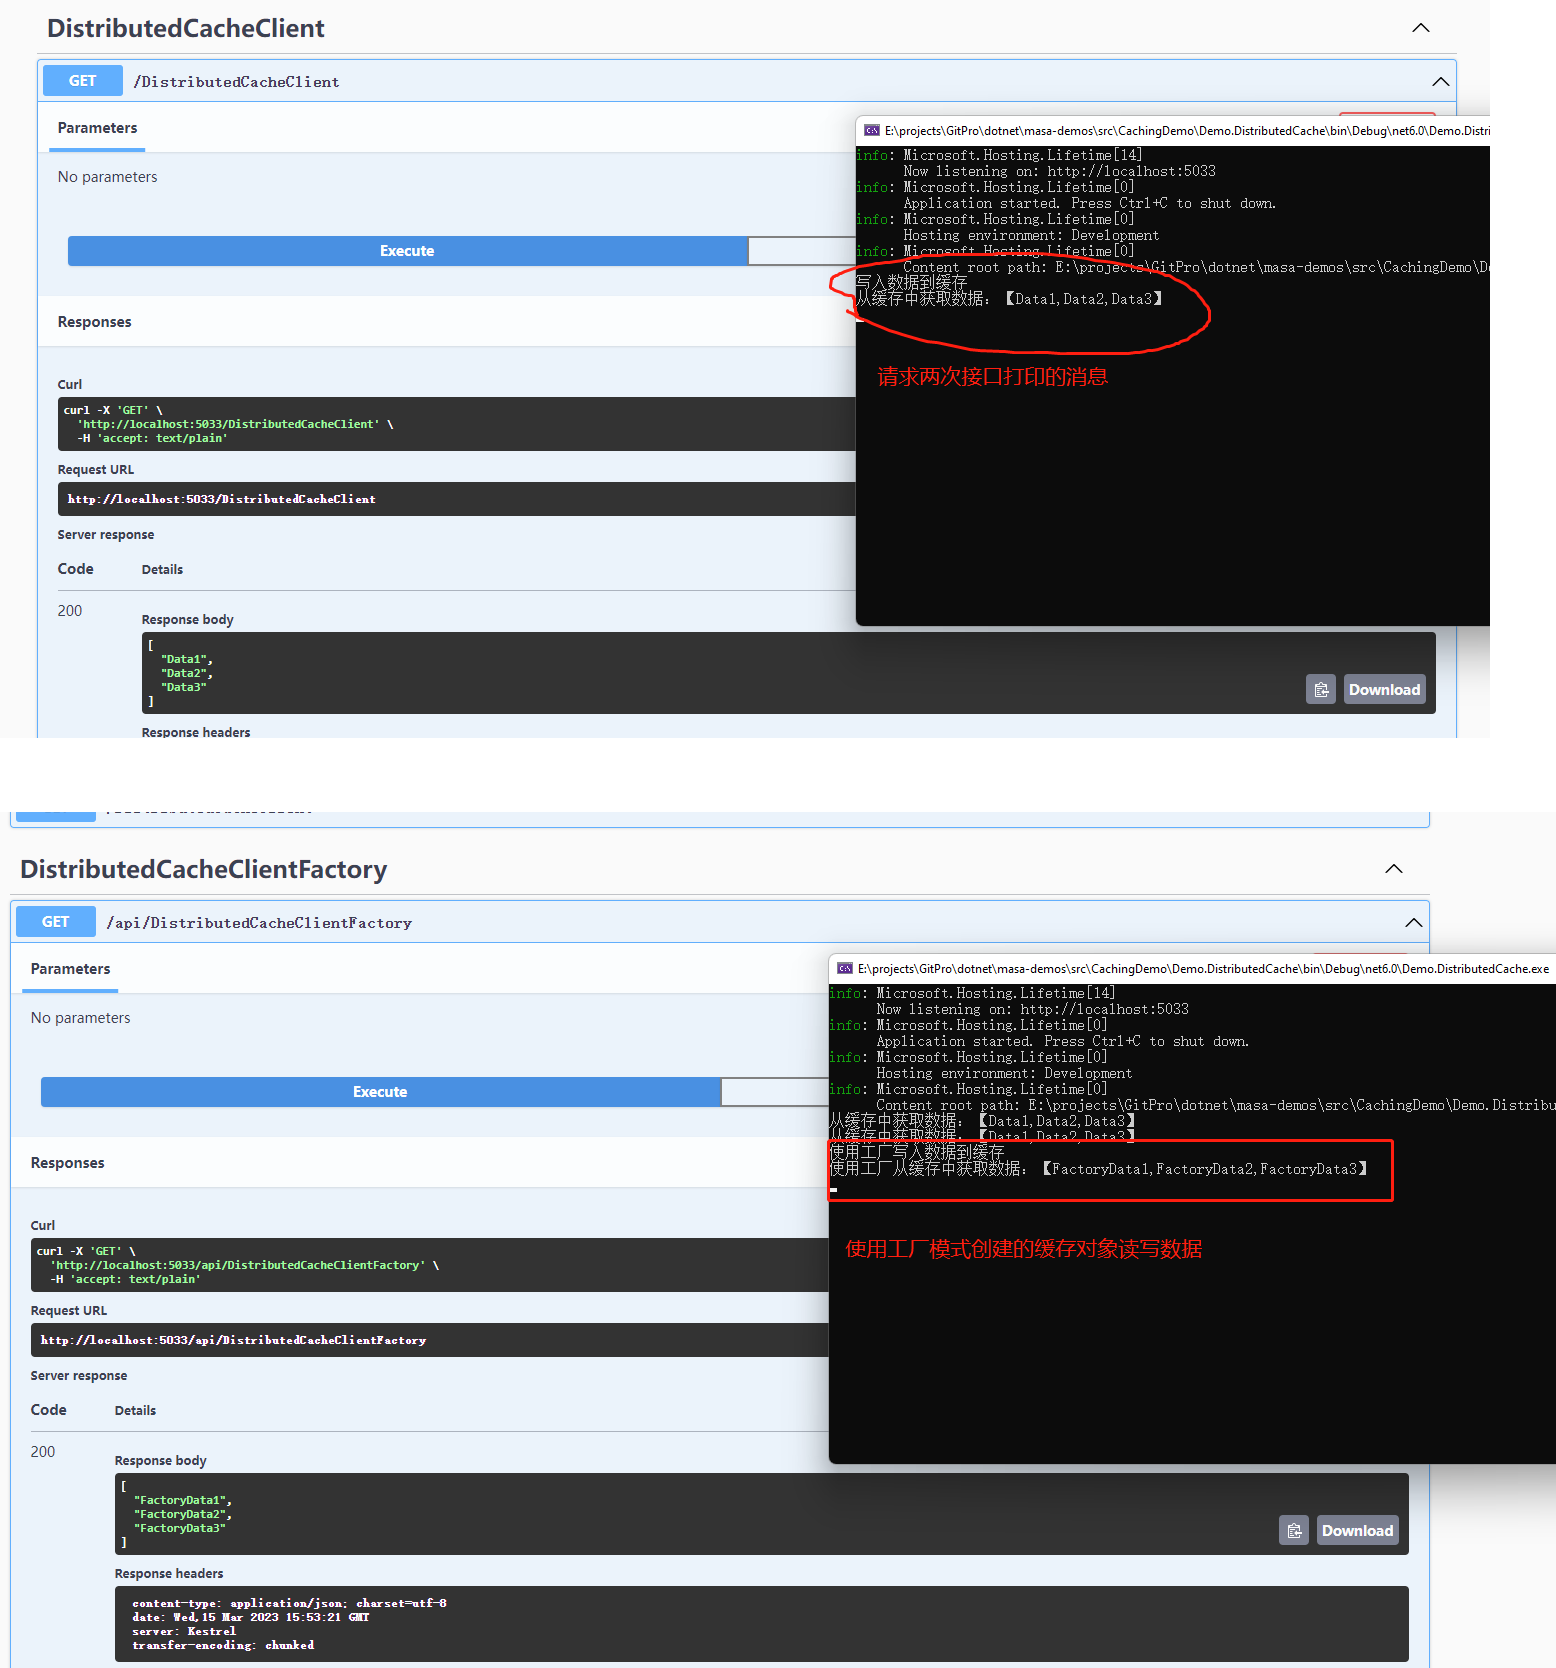 DistributedCacheClient
GET /DistributedCacheClient
Parameters
No parameters
Execute
Responses
Curl
curl -X 'GET' \
'http://localhost:5033/DistributedCacheClient' \
-H 'accept: text/plain'
Request URL
http://localhost:5033/DistributedCacheClient
Server response
Code Details
200
Response body
[
"Data1",
"Data2",
"Data3"
]
Download
Response headers
E:\projects\GitPro\dotnet\masa-demos\src\CachingDemo\Demo.DistributedCache\bin\Debug\net6.0\Demo.Distri
info: Microsoft.Hosting.Lifetime[14]
Now listening on: http://localhost:5033
info: Microsoft.Hosting.Lifetime[0]
Application started. Press Ctrl+C to shut down.
info: Microsoft.Hosting.Lifetime[0]
Hosting environment: Development
info: Microsoft.Hosting.Lifetime[0]
Content root path: E:\projects\GitPro\dotnet\masa-demos\src\CachingDemo\De
写入数据到缓存
从缓存中获取数据：【Data1,Data2,Data3】
请求两次接口打印的消息
DistributedCacheClientFactory
GET /api/DistributedCacheClientFactory
Parameters
No parameters
Execute
Responses
Curl
curl -X 'GET' \
'http://localhost:5033/api/DistributedCacheClientFactory' \
-H 'accept: text/plain'
Request URL
http://localhost:5033/api/DistributedCacheClientFactory
Server response
Code Details
200
Response body
[
"FactoryData1",
"FactoryData2",
"FactoryData3"
]
Download
Response headers
content-type: application/json; charset=utf-8
date: Wed,15 Mar 2023 15:53:21 GMT
server: Kestrel
transfer-encoding: chunked
E:\projects\GitPro\dotnet\masa-demos\src\CachingDemo\Demo.DistributedCache\bin\Debug\net6.0\Demo.DistributedCache.exe
info: Microsoft.Hosting.Lifetime[14]
Now listening on: http://localhost:5033
info: Microsoft.Hosting.Lifetime[0]
Application started. Press Ctrl+C to shut down.
info: Microsoft.Hosting.Lifetime[0]
Hosting environment: Development
info: Microsoft.Hosting.Lifetime[0]
Content root path: E:\projects\GitPro\dotnet\masa-demos\src\CachingDemo\Demo.Distribu
从缓存中获取数据：【Data1,Data2,Data3】
从缓存中获取数据：【Data1,Data2,Data3】
使用工厂写入数据到缓存
使用工厂从缓存中获取数据：【FactoryData1,FactoryData2,FactoryData3】
使用工厂模式创建的缓存对象读写数据